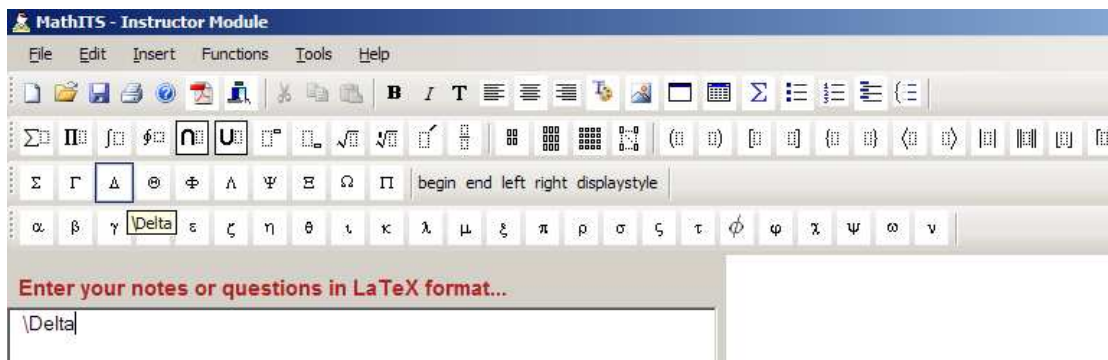 MathITS - Instructor Module
File Edit Insert Functions Tools Help
B I T Σ
Σ Π ∫ ∮ ∩ ∪ √ √ ( ) [ ] { } ⟨ ⟩ | | ‖ ‖ ⌊ ⌋
Σ Γ Δ Θ Φ Λ Ψ Ξ Ω Π begin end left right displaystyle
α β γ \Delta ε ζ η θ ι κ λ μ ξ π ρ σ ς τ ϕ φ χ ψ ω ν
Enter your notes or questions in LaTeX format...
\Delta